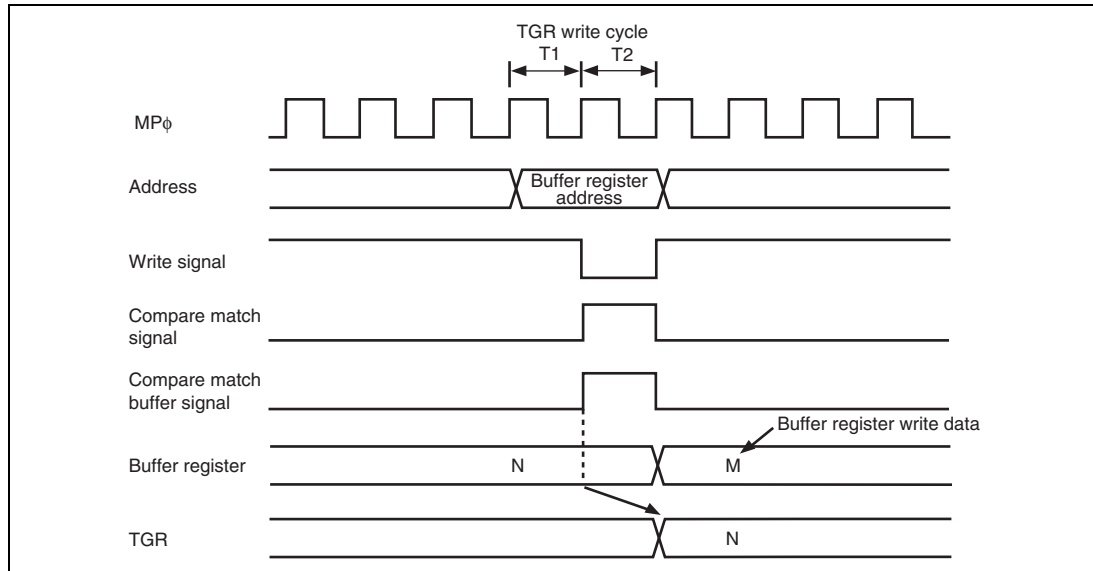 TGR write cycle
T1 T2
MPφ
Address
Buffer register
address
Write signal
Compare match
signal
Compare match
buffer signal
Buffer register write data
Buffer register
N M
TGR
N